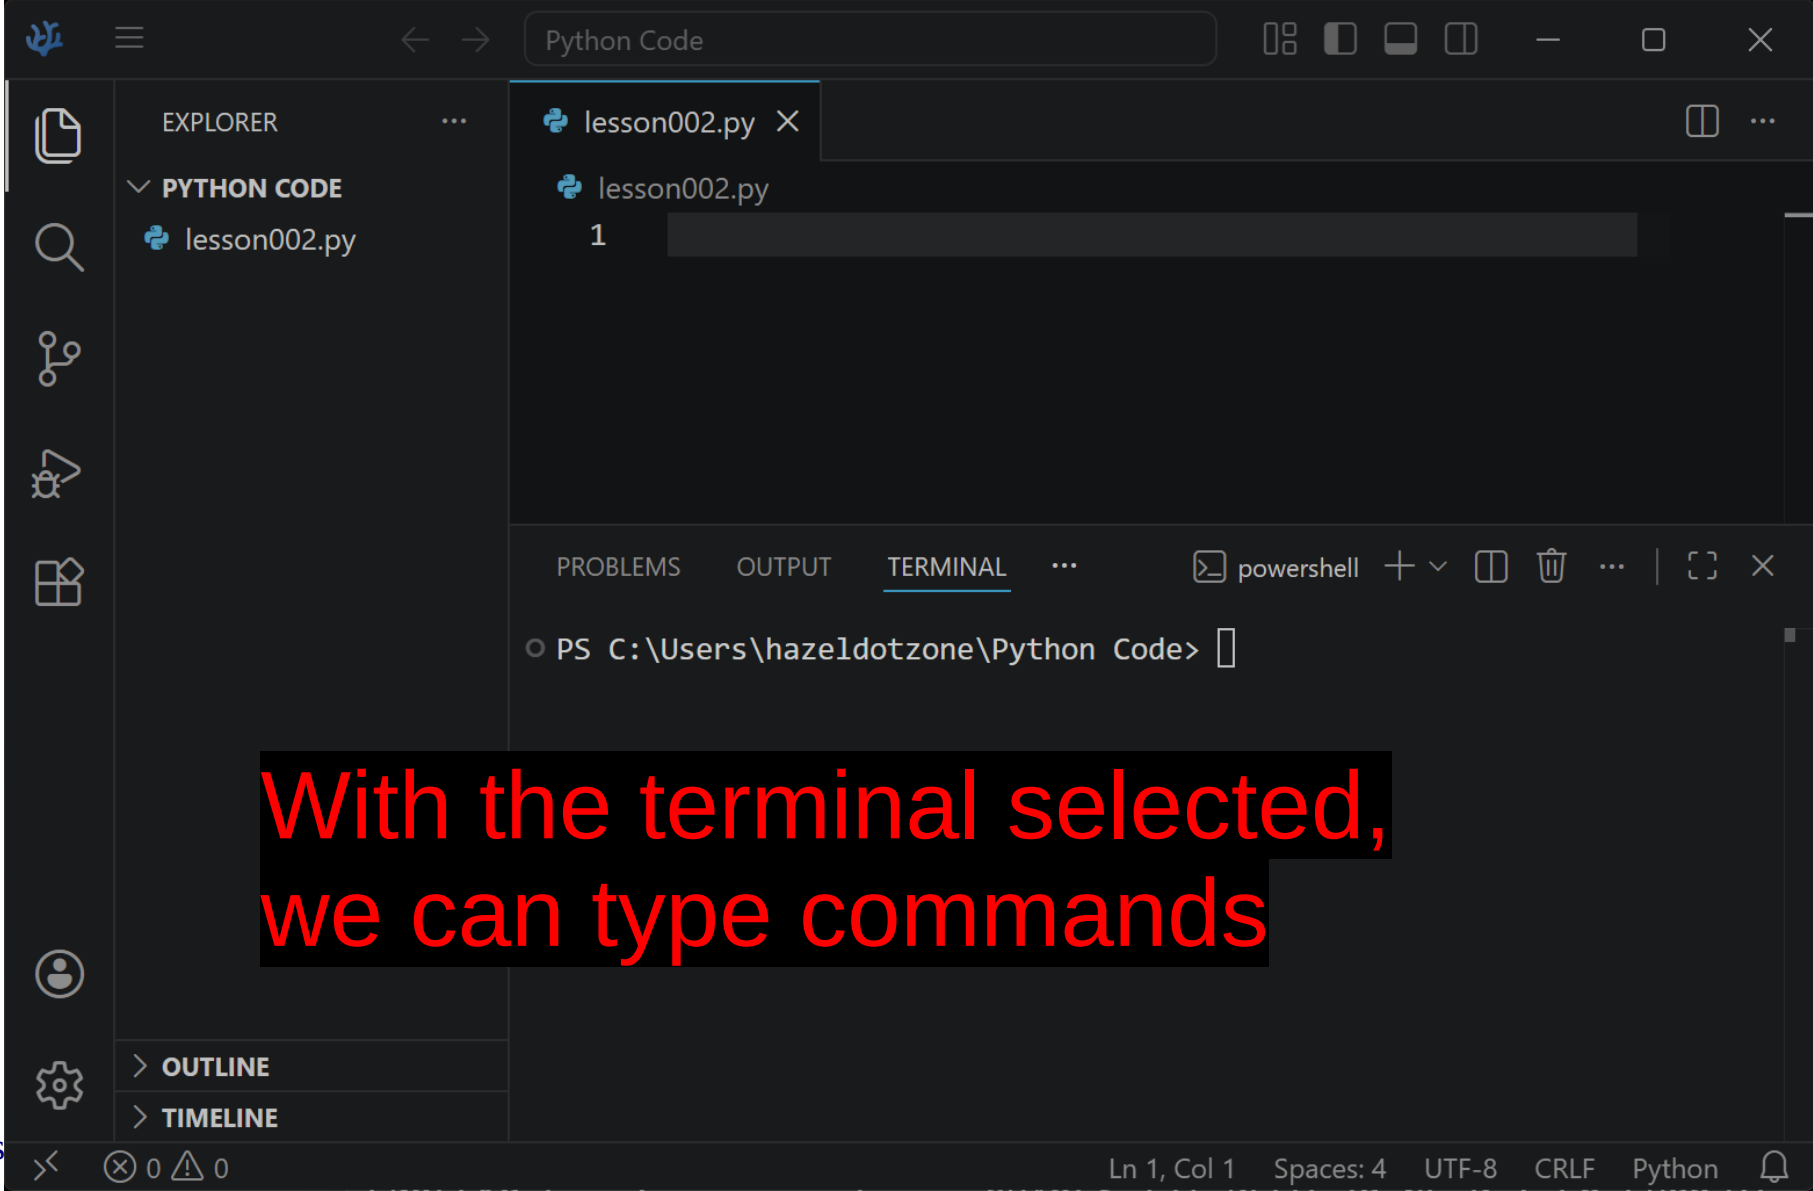 Python Code
EXPLORER
PYTHON CODE
lesson002.py
OUTLINE
TIMELINE
lesson002.py
lesson002.py
1
PROBLEMS OUTPUT TERMINAL powershell
PS C:\Users\hazeldotzone\Python Code>
With the terminal selected,
we can type commands
0 0 Ln 1, Col 1 Spaces: 4 UTF-8 CRLF Python